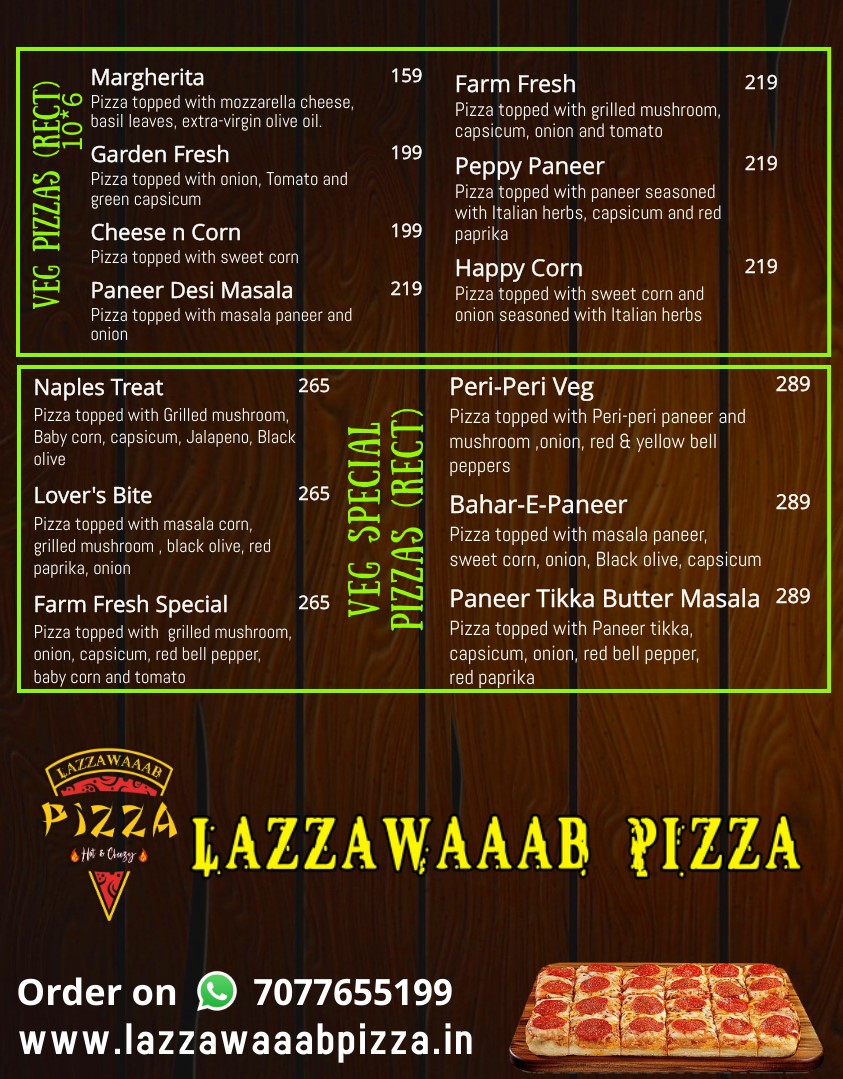 VEG PIZZAS (RECT)
10*6
Margherita 159
Pizza topped with mozzarella cheese,
basil leaves, extra-virgin olive oil.
Garden Fresh 199
Pizza topped with onion, Tomato and
green capsicum
Cheese n Corn 199
Pizza topped with sweet corn
Paneer Desi Masala 219
Pizza topped with masala paneer and
onion
Farm Fresh 219
Pizza topped with grilled mushroom,
capsicum, onion and tomato
Peppy Paneer 219
Pizza topped with paneer seasoned
with Italian herbs, capsicum and red
paprika
Happy Corn 219
Pizza topped with sweet corn and
onion seasoned with Italian herbs
Naples Treat 265
Pizza topped with Grilled mushroom,
Baby corn, capsicum, Jalapeno, Black
olive
Lover's Bite 265
Pizza topped with masala corn,
grilled mushroom , black olive, red
paprika, onion
Farm Fresh Special 265
Pizza topped with  grilled mushroom,
onion, capsicum, red bell pepper,
baby corn and tomato
VEG SPECIAL
PIZZAS (RECT)
Peri-Peri Veg 289
Pizza topped with Peri-peri paneer and
mushroom ,onion, red & yellow bell
peppers
Bahar-E-Paneer 289
Pizza topped with masala paneer,
sweet corn, onion, Black olive, capsicum
Paneer Tikka Butter Masala 289
Pizza topped with Paneer tikka,
capsicum, onion, red bell pepper,
red paprika
LAZZAWAAAB
PIZZA
Hot & Cheezy
LAZZAWAAAB PIZZA
Order on 7077655199
www.lazzawaaabpizza.in